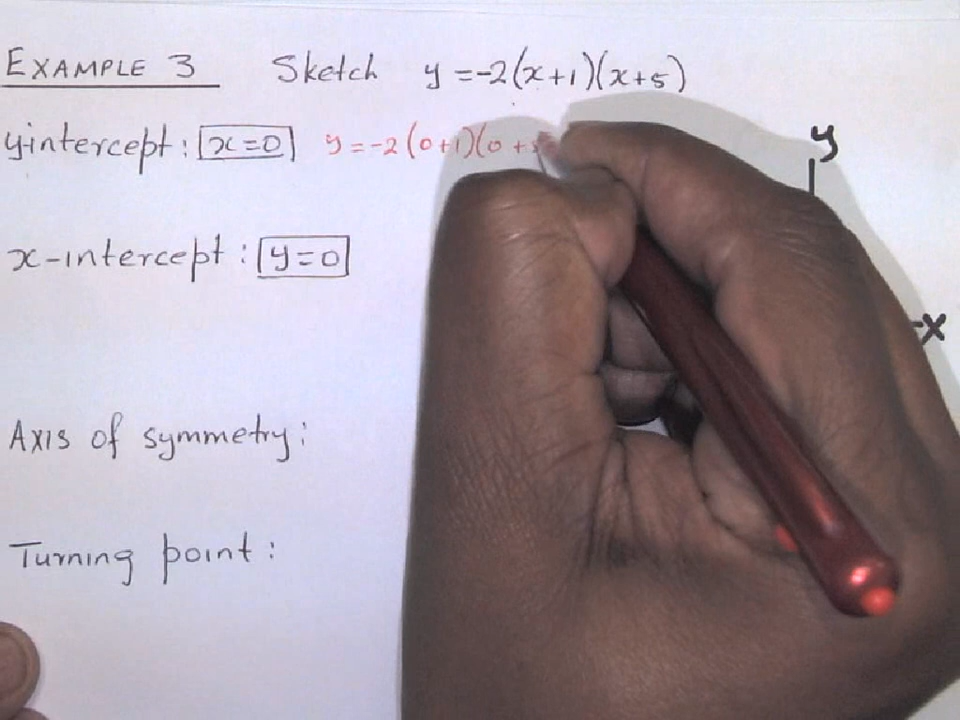 EXAMPLE 3 Sketch y = -2(x+1)(x+5)
y-intercept: x=0 y = -2(0+1)(0+5
y
x-intercept: y=0
x
Axis of symmetry:
Turning point: